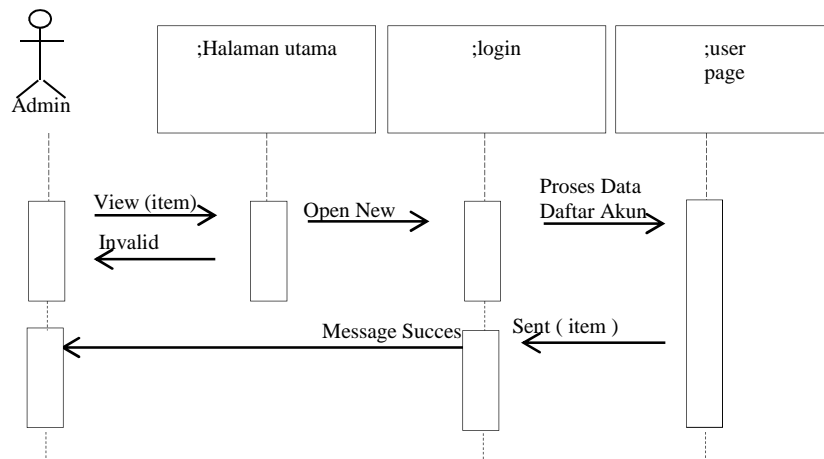 Admin
;Halaman utama
;login
;user
page
View (item)
Open New
Proses Data
Daftar Akun
Invalid
Message Succes
Sent ( item )